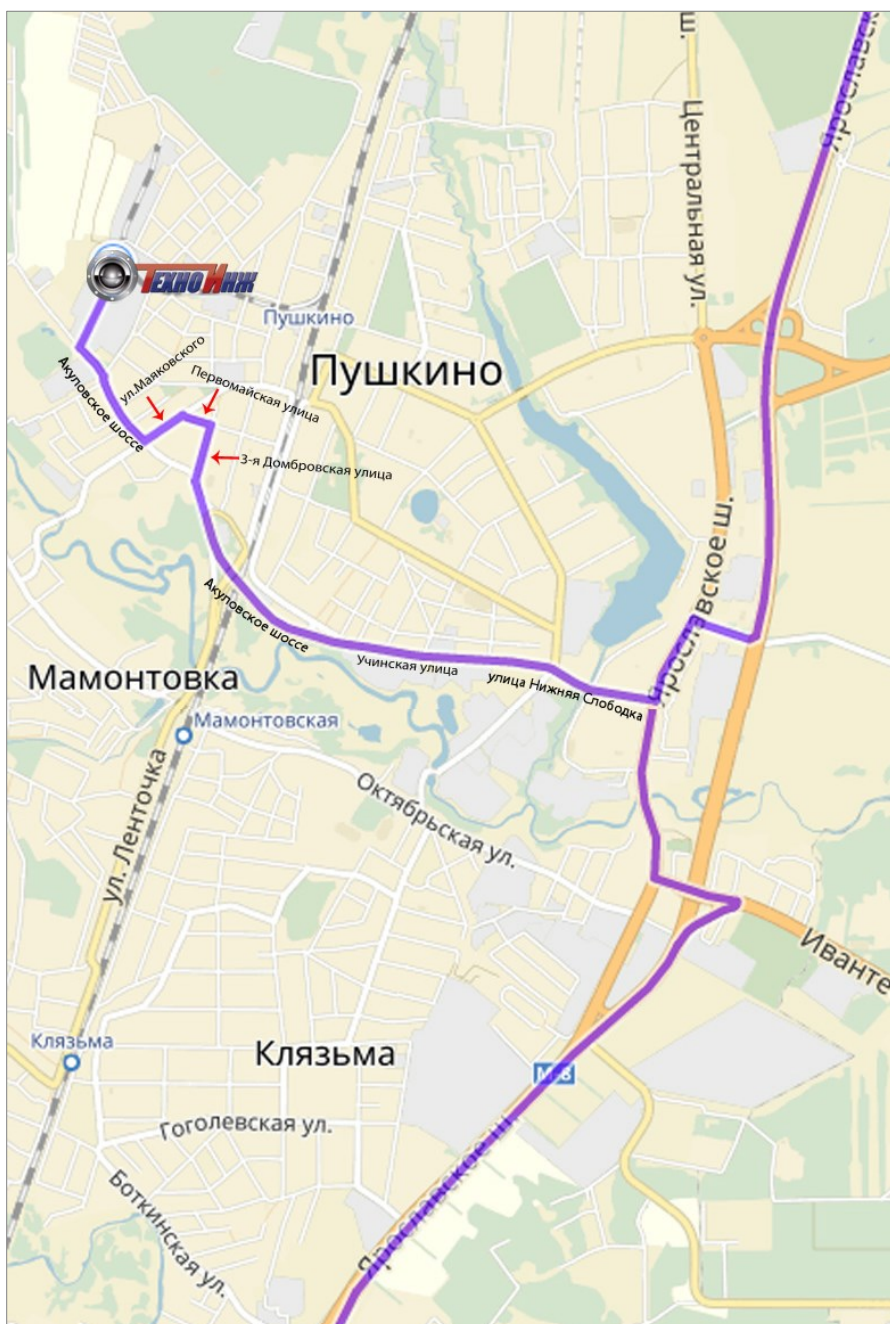 Ярославск
ш.
Центральная ул.
ТехноИнж
Пушкино
ул.Маяковского
Первомайская улица
Пушкино
Акуловское шоссе
3-я Домбровская улица
Ярославское ш.
Акуловское шоссе
Учинская улица
улица Нижняя Слободка
Мамонтовка
Мамонтовская
ул. Ленточка
Октябрьская ул.
Иванте
Клязьма
Клязьма
М-8
Гоголевская ул.
Ярославское ш.
Боткинская ул.